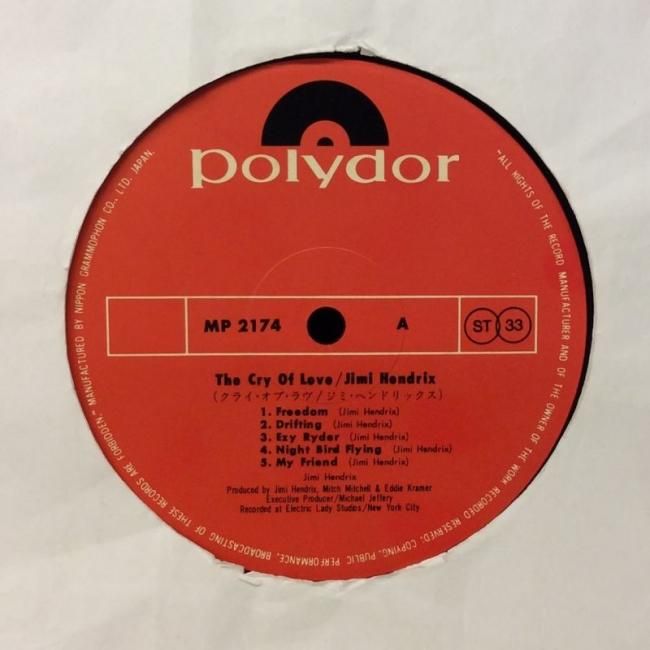 polydor
MP 2174
A
ST 33
The Cry Of Love/Jimi Hendrix
(クライ・オブ・ラヴ/ジミ・ヘンドリックス)
1. Freedom (Jimi Hendrix)
2. Drifting (Jimi Hendrix)
3. Ezy Ryder (Jimi Hendrix)
4. Night Bird Flying (Jimi Hendrix)
5. My Friend (Jimi Hendrix)
Jimi Hendrix
Produced by Jimi Hendrix, Mitch Mitchell & Eddie Kramer
Executive Producer/Michael Jeffery
Recorded at Electric Lady Studios/New York City
-ALL RIGHTS OF THE RECORD MANUFACTURER AND OF THE OWNER OF THE WORK RECORDED RESERVED; COPYING, PUBLIC PERFORMANCE, BROADCASTING OF THESE RECORDS ARE FORBIDDEN.- MANUFACTURED BY NIPPON GRAMMOPHON CO., LTD. JAPAN.